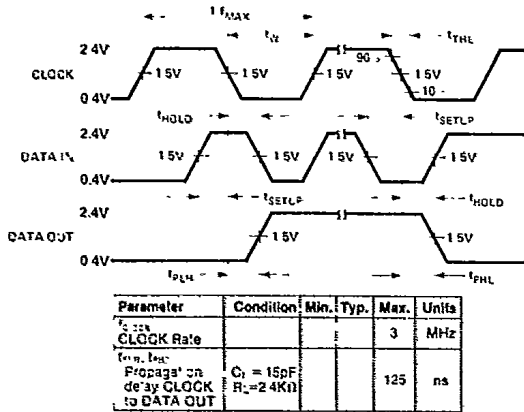 1 fMAX
2.4V
tW
tTHL
90
CLOCK
1.5V
1.5V
1.5V
1.5V
10
0 4V
tHOLD
tSETUP
2.4V
DATA IN
1.5V
1.5V
1.5V
1.5V
0.4V
tSETUP
tHOLD
2.4V
DATA OUT
1.5V
1.5V
0 4V
tPLH
tPHL
Parameter Condition Min. Typ. Max. Units
CLOCK Rate 3 MHz
Propagation CL = 15pF
delay CLOCK RL=2 4KΩ 125 ns
to DATA OUT